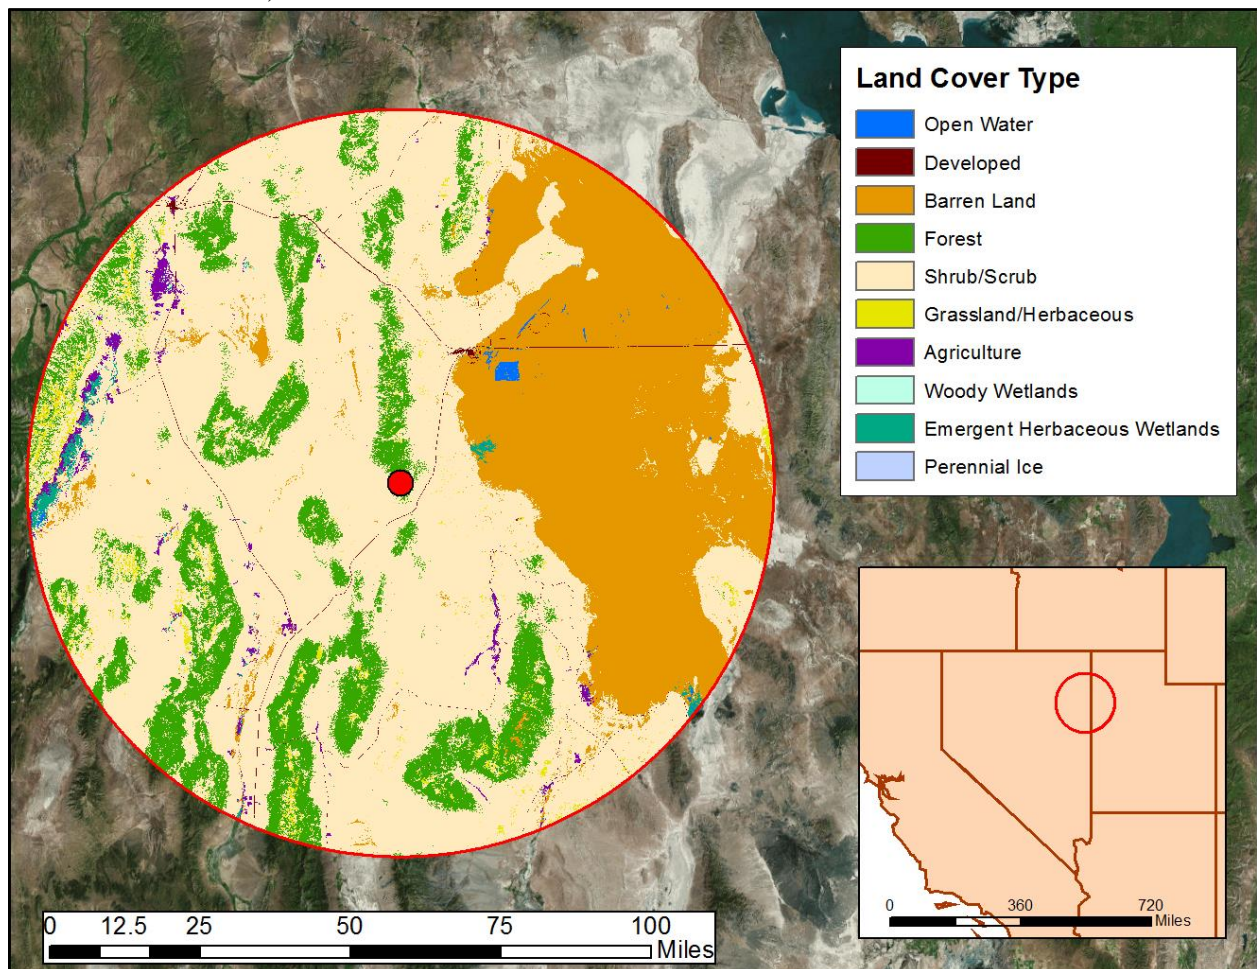 Land Cover Type
Open Water
Developed
Barren Land
Forest
Shrub/Scrub
Grassland/Herbaceous
Agriculture
Woody Wetlands
Emergent Herbaceous Wetlands
Perennial Ice
0 12.5 25 50 75 100
Miles
0 360 720
Miles